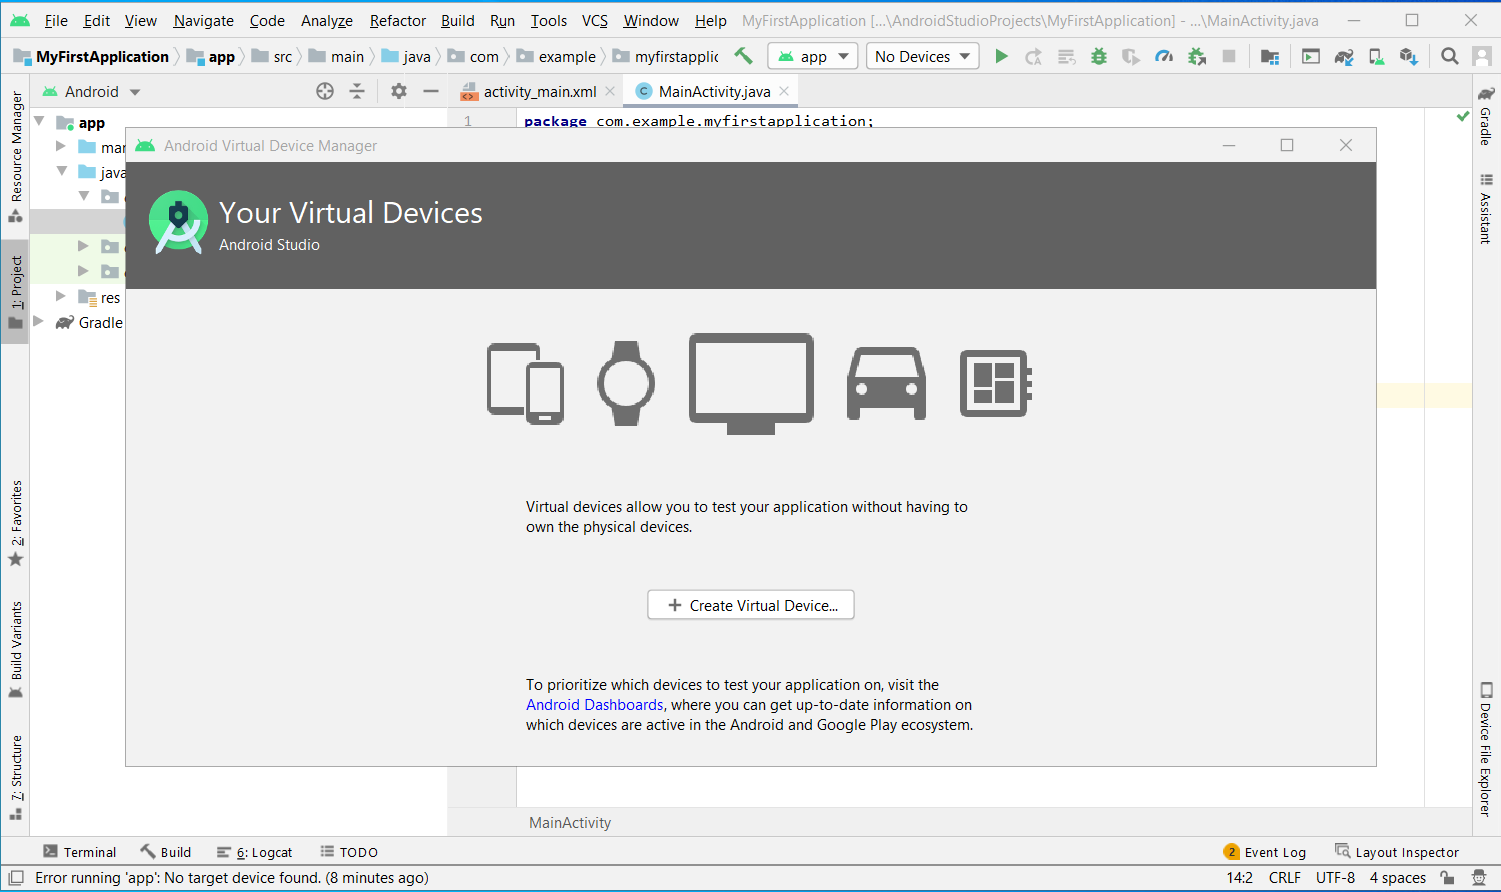 File Edit View Navigate Code Analyze Refactor Build Run Tools VCS Window Help MyFirstApplication [...\AndroidStudioProjects\MyFirstApplication] - ...\MainActivity.java
MyFirstApplication app src main java com example myfirstapplic app No Devices
Android activity_main.xml MainActivity.java
1 package com.example.myfirstapplication;
app
java
res
Gradle
Resource Manager
1: Project
2: Favorites
Build Variants
7: Structure
Android Virtual Device Manager
Your Virtual Devices
Android Studio
Virtual devices allow you to test your application without having to
own the physical devices.
Create Virtual Device...
To prioritize which devices to test your application on, visit the
Android Dashboards, where you can get up-to-date information on
which devices are active in the Android and Google Play ecosystem.
Gradle
Assistant
Device File Explorer
MainActivity
Terminal Build 6: Logcat TODO 2 Event Log Layout Inspector
Error running 'app': No target device found. (8 minutes ago) 14:2 CRLF UTF-8 4 spaces